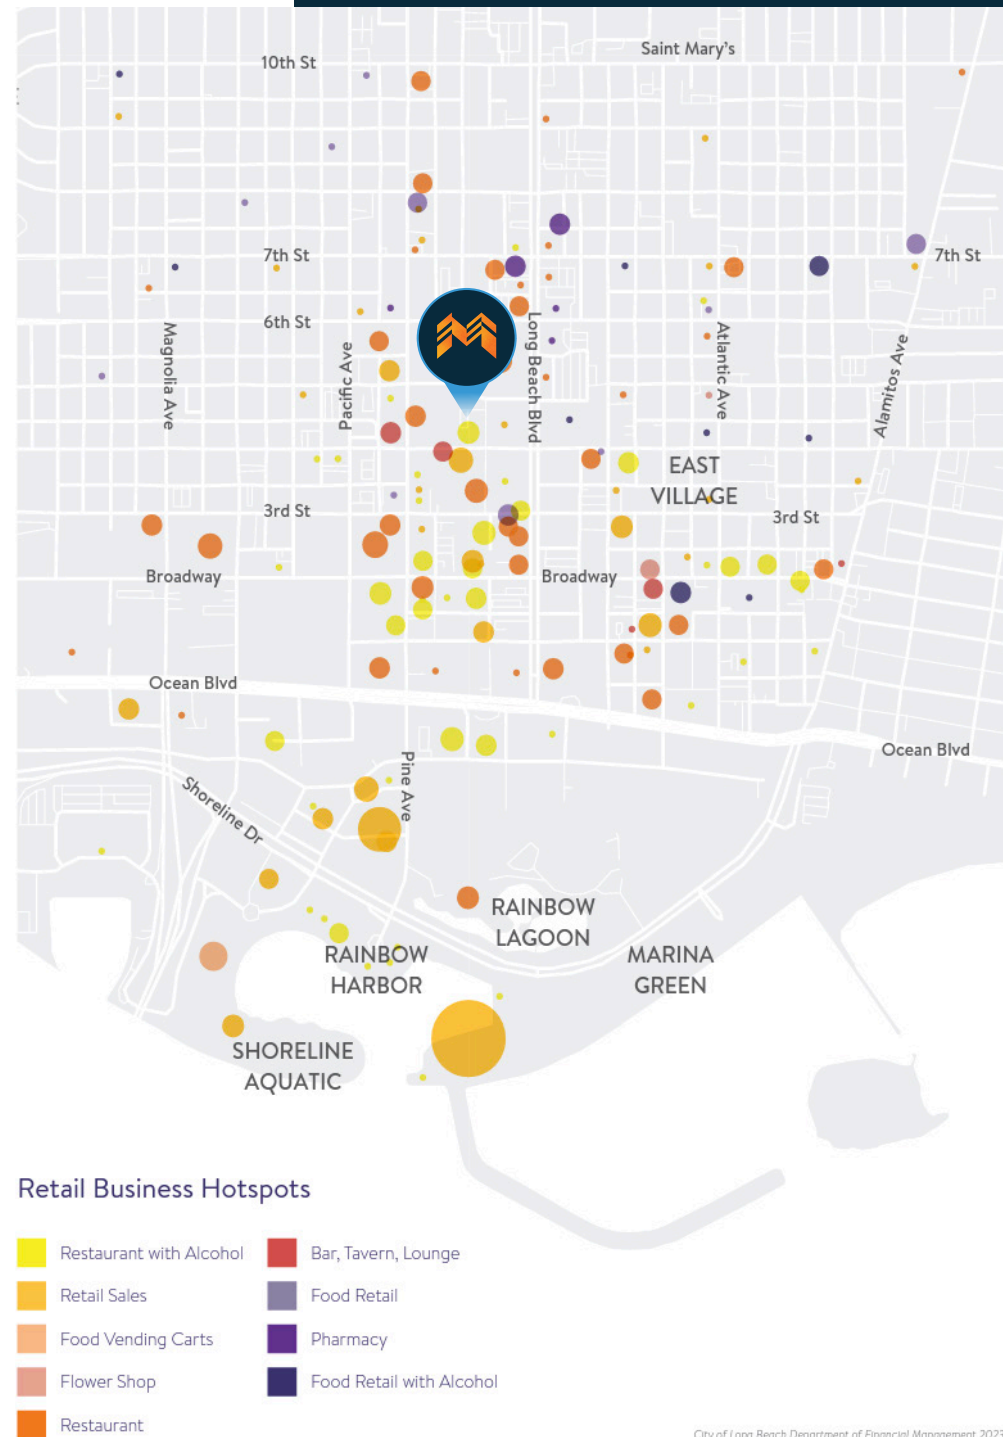 Saint Mary's
10th St
7th St
7th St
6th St
Magnolia Ave
Pacific Ave
Long Beach Blvd
Atlantic Ave
Alamitos Ave
EAST
VILLAGE
3rd St
3rd St
Broadway
Broadway
Ocean Blvd
Ocean Blvd
Pine Ave
Shoreline Dr
RAINBOW
LAGOON
RAINBOW
HARBOR
MARINA
GREEN
SHORELINE
AQUATIC
Retail Business Hotspots
Restaurant with Alcohol
Retail Sales
Food Vending Carts
Flower Shop
Restaurant
Bar, Tavern, Lounge
Food Retail
Pharmacy
Food Retail with Alcohol
City of Long Beach Department of Financial Management 2023